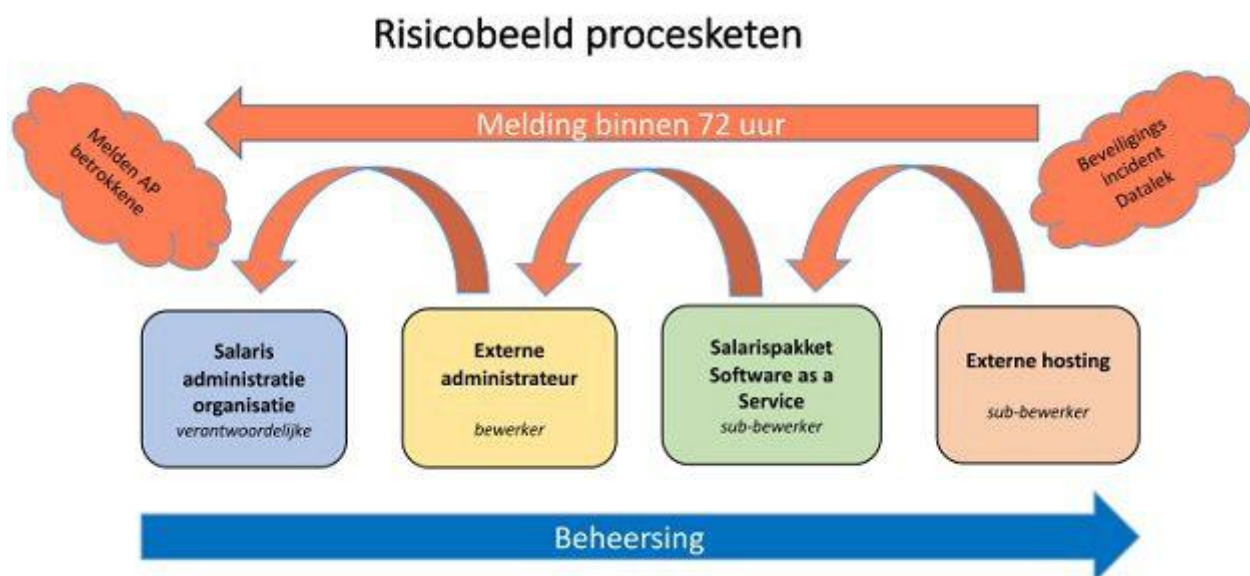 Risicobeeld procesketen
Melding binnen 72 uur
Melden AP
betrokkene
Beveiligings
incident
Datalek
Salaris
administratie
organisatie
verantwoordelijke
Externe
administrateur
bewerker
Salarispakket
Software as a
Service
sub-bewerker
Externe hosting
sub-bewerker
Beheersing